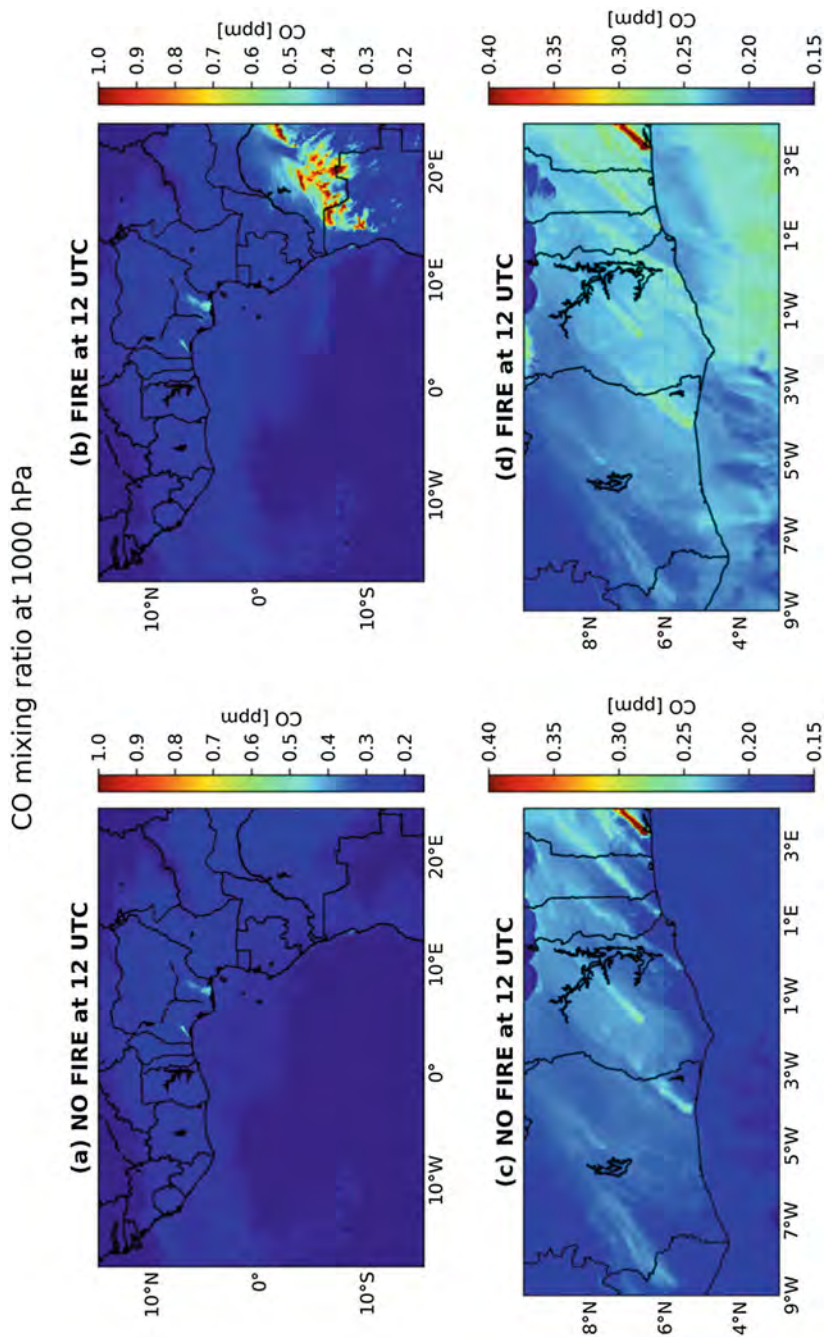 CO mixing ratio at 1000 hPa
(a) NO FIRE at 12 UTC
10°N
0°
10°S
10°W
0°
10°E
20°E
1.0
0.9
0.8
0.7
0.6
0.5
0.4
0.3
0.2
CO [ppm]
(b) FIRE at 12 UTC
10°N
0°
10°S
10°W
0°
10°E
20°E
1.0
0.9
0.8
0.7
0.6
0.5
0.4
0.3
0.2
CO [ppm]
(c) NO FIRE at 12 UTC
8°N
6°N
4°N
9°W
7°W
5°W
3°W
1°W
1°E
3°E
0.40
0.35
0.30
0.25
0.20
0.15
CO [ppm]
(d) FIRE at 12 UTC
8°N
6°N
4°N
9°W
7°W
5°W
3°W
1°W
1°E
3°E
0.40
0.35
0.30
0.25
0.20
0.15
CO [ppm]